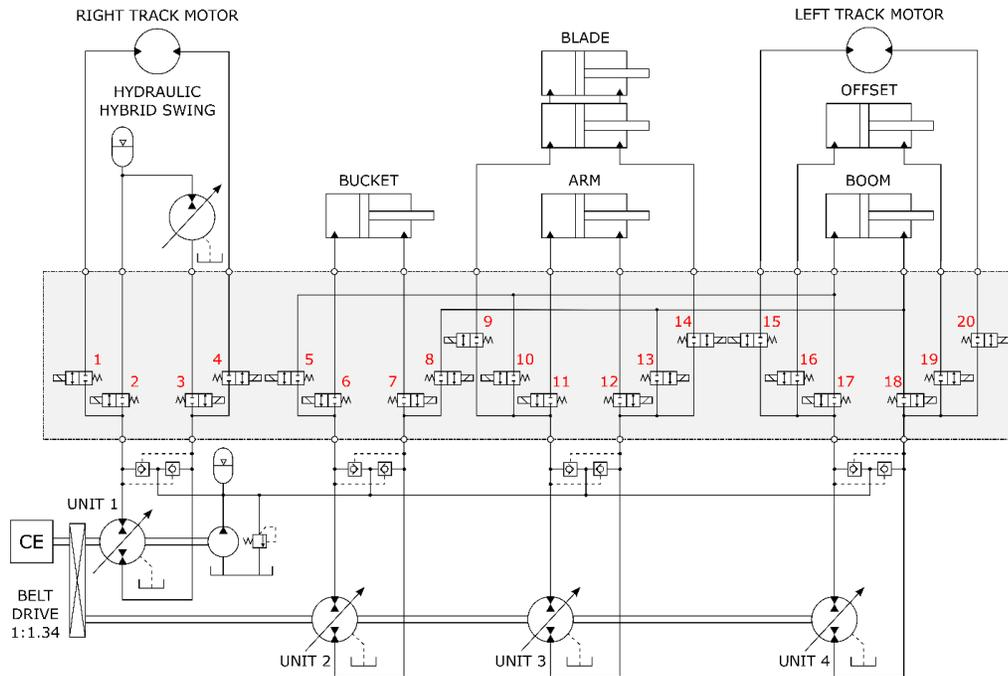 RIGHT TRACK MOTOR
LEFT TRACK MOTOR
BLADE
HYDRAULIC
HYBRID SWING
OFFSET
BUCKET
ARM
BOOM
1
2
3
4
5
6
7
8
9
10
11
12
13
14
15
16
17
18
19
20
UNIT 1
CE
BELT
DRIVE
1:1.34
UNIT 2
UNIT 3
UNIT 4